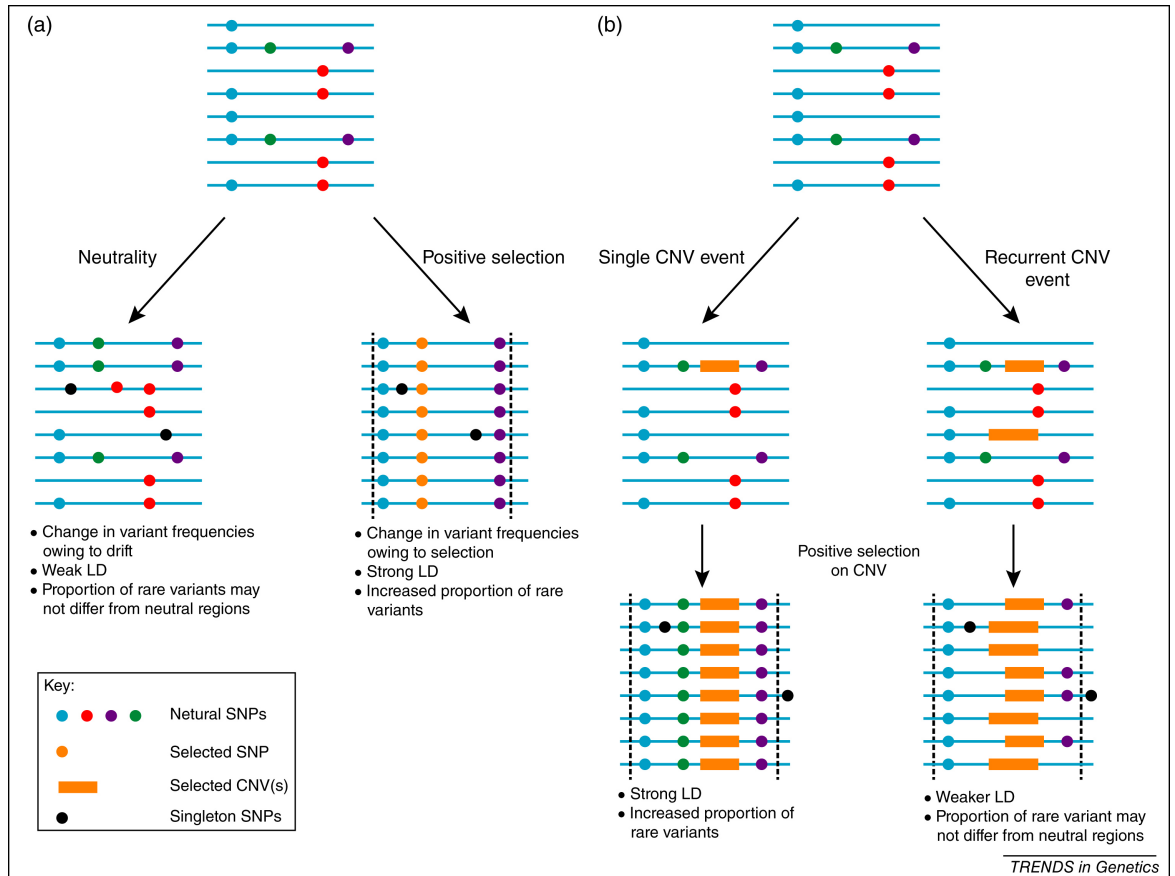 (a)
(b)
Neutrality
Positive selection
Single CNV event
Recurrent CNV
event
● Change in variant frequencies
owing to drift
● Weak LD
● Proportion of rare variants may
not differ from neutral regions
● Change in variant frequencies
owing to selection
● Strong LD
● Increased proportion of rare
variants
Positive selection
on CNV
Key:
Netural SNPs
Selected SNP
Selected CNV(s)
Singleton SNPs
● Strong LD
● Increased proportion of
rare variants
● Weaker LD
● Proportion of rare variant may
not differ from neutral regions
TRENDS in Genetics